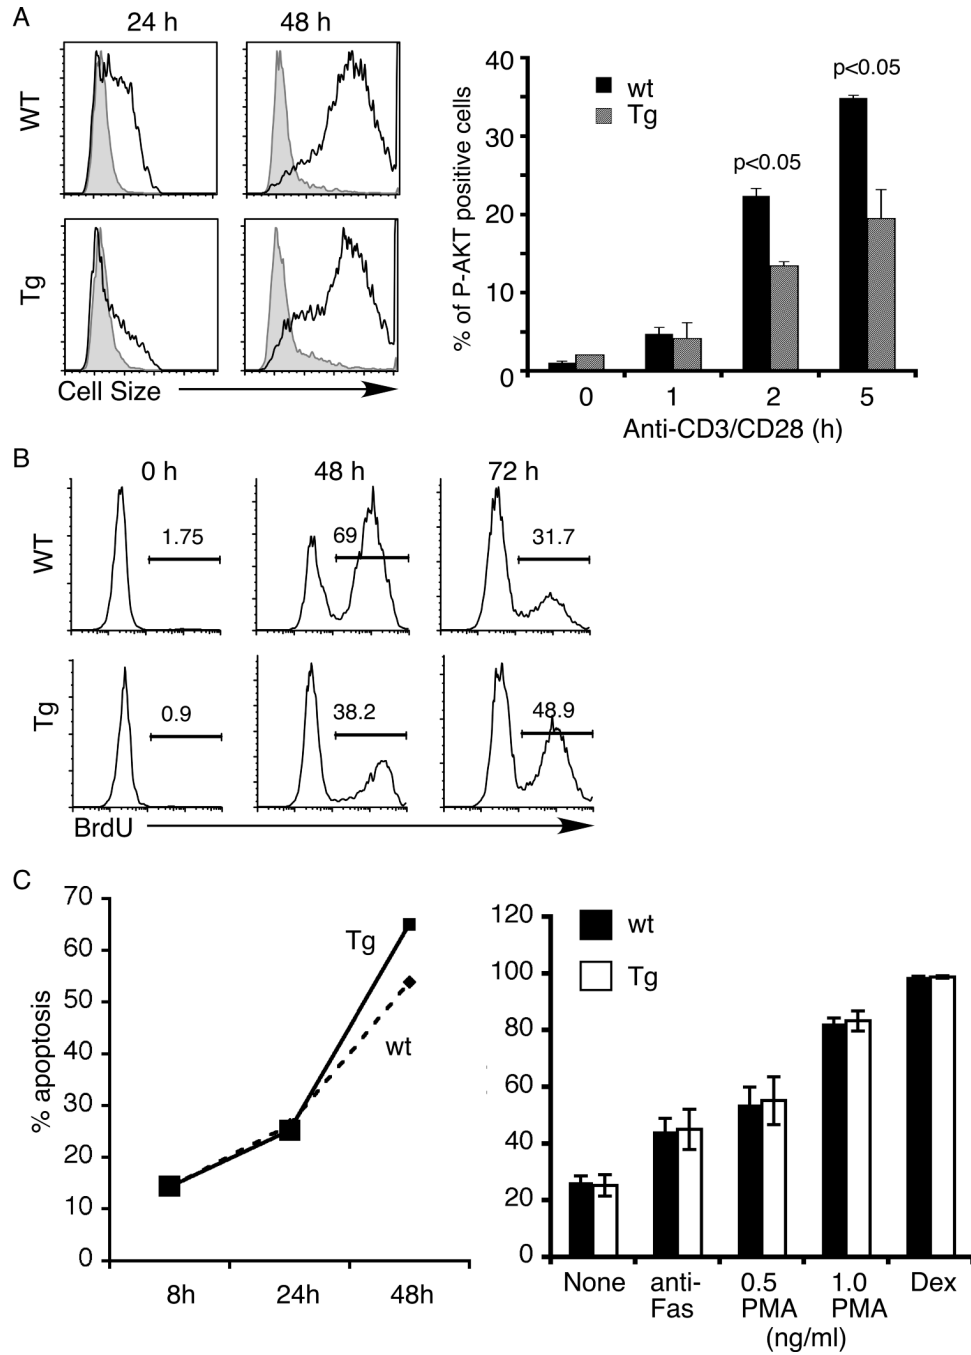 A
24 h
48 h
WT
Tg
Cell Size
% of P-AKT positive cells
40
30
20
10
0
wt
Tg
p<0.05
p<0.05
0
1
2
5
Anti-CD3/CD28 (h)
B
0 h
48 h
72 h
WT
1.75
69
31.7
Tg
0.9
38.2
48.9
BrdU
C
% apoptosis
70
60
50
40
30
20
10
0
Tg
wt
8h
24h
48h
120
100
80
60
40
20
0
wt
Tg
None
anti-
Fas
0.5
PMA
1.0
PMA
Dex
(ng/ml)